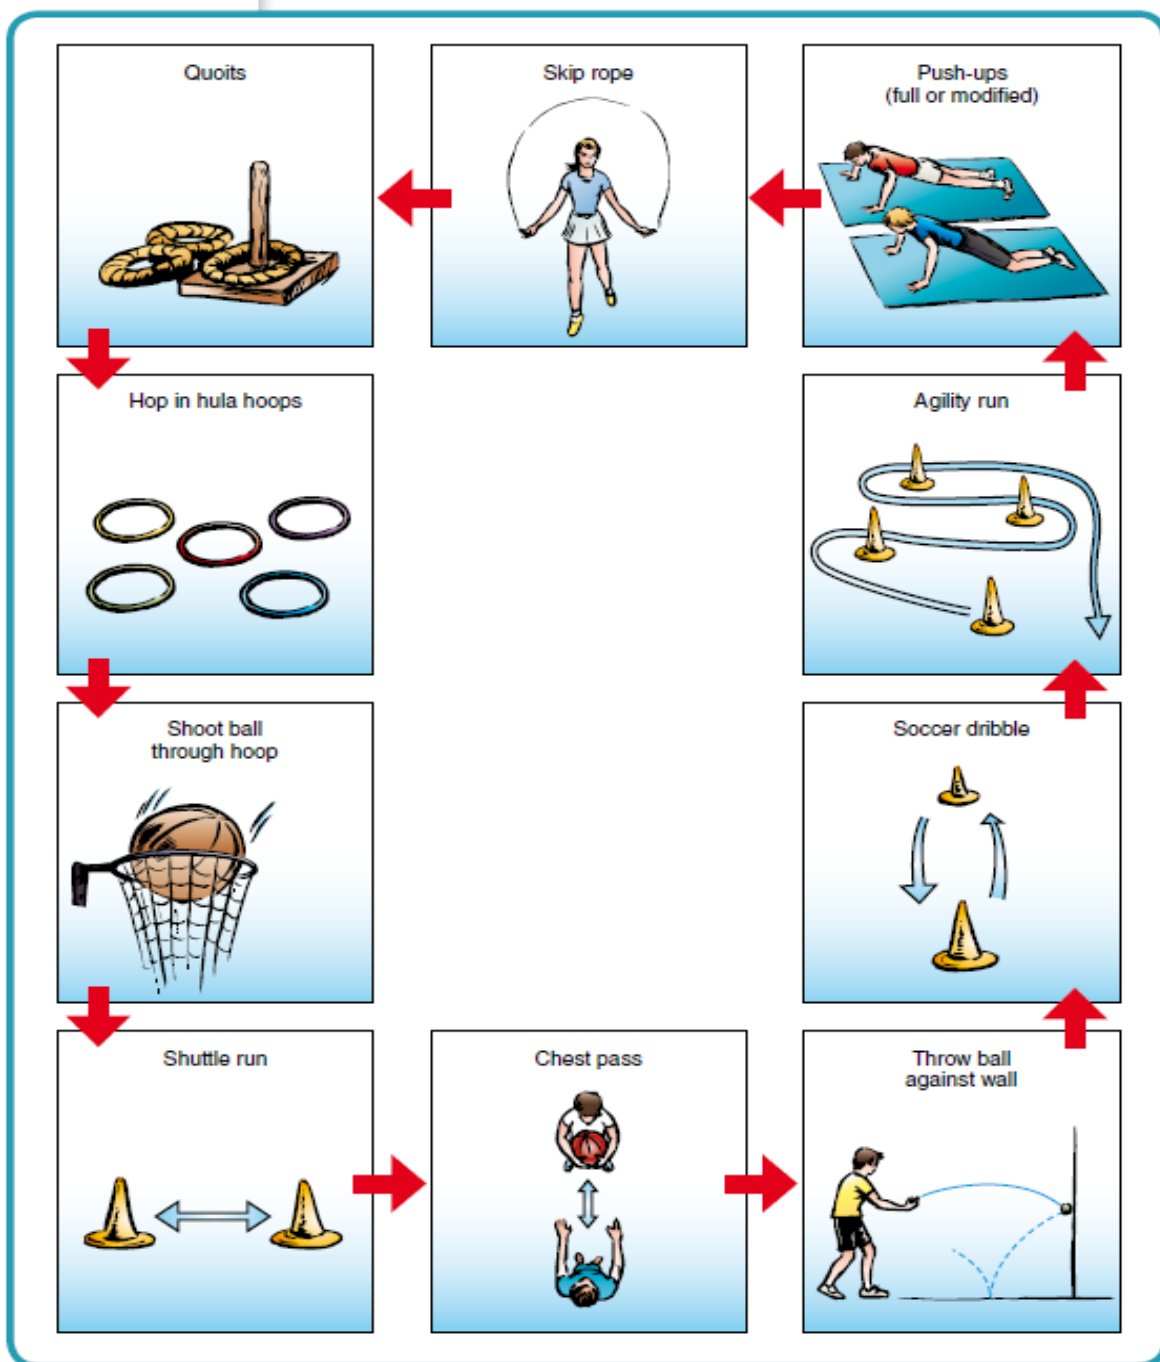 Quoits
Skip rope
Push-ups
(full or modified)
Hop in hula hoops
Agility run
Shoot ball
through hoop
Soccer dribble
Shuttle run
Chest pass
Throw ball
against wall